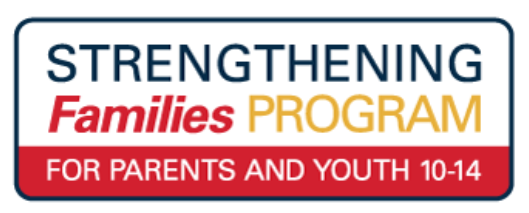 STRENGTHENING
Families PROGRAM
FOR PARENTS AND YOUTH 10-14